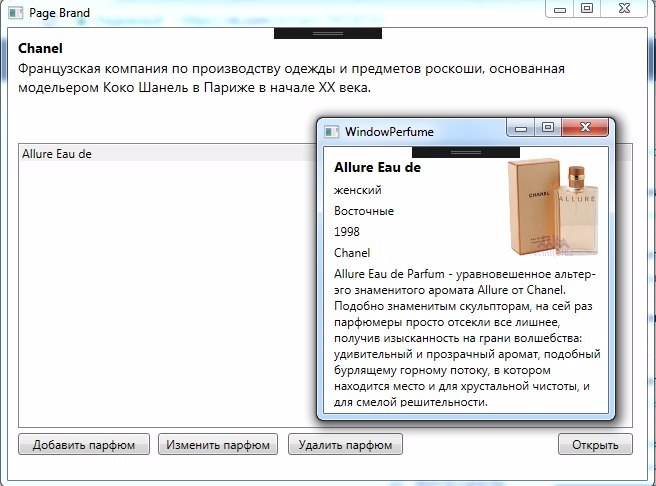 Page Brand
Chanel
Французская компания по производству одежды и предметов роскоши, основанная
модельером Коко Шанель в Париже в начале XX века.
Allure Eau de
WindowPerfume
Allure Eau de
женский
Восточные
1998
Chanel
CHANEL
ALLURE
Allure Eau de Parfum - уравновешенное альтер-
эго знаменитого аромата Allure от Chanel.
Подобно знаменитым скульпторам, на сей раз
парфюмеры просто отсекли все лишнее,
получив изысканность на грани волшебства:
удивительный и прозрачный аромат, подобный
бурлящему горному потоку, в котором
находится место и для хрустальной чистоты, и
для смелой решительности.
Добавить парфюм
Изменить парфюм
Удалить парфюм
Открыть